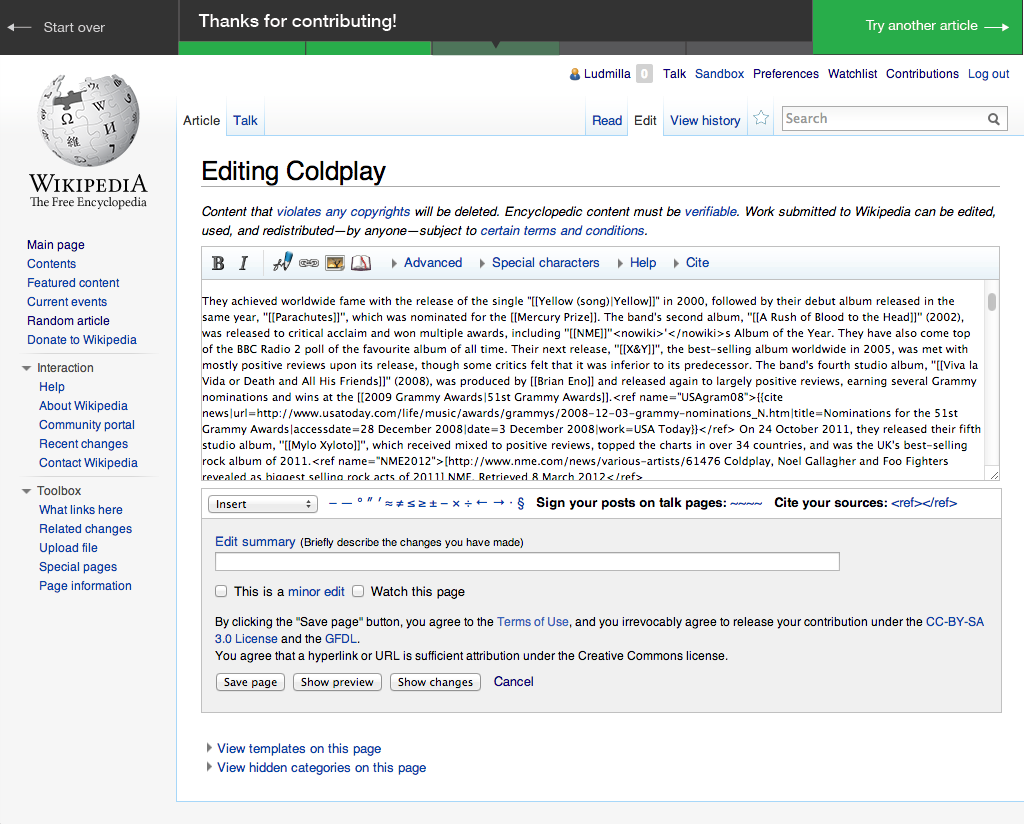 Start over
Thanks for contributing!
Try another article
Ludmilla 0 Talk Sandbox Preferences Watchlist Contributions Log out
Article Talk
Read Edit View history
Search
WIKIPEDIA
The Free Encyclopedia
Main page
Contents
Featured content
Current events
Random article
Donate to Wikipedia
Interaction
Help
About Wikipedia
Community portal
Recent changes
Contact Wikipedia
Toolbox
What links here
Related changes
Upload file
Special pages
Page information
Editing Coldplay
Content that violates any copyrights will be deleted. Encyclopedic content must be verifiable. Work submitted to Wikipedia can be edited,
used, and redistributed—by anyone—subject to certain terms and conditions.
B I Advanced Special characters Help Cite
They achieved worldwide fame with the release of the single "[[Yellow (song)|Yellow]]" in 2000, followed by their debut album released in the
same year, ''[[Parachutes]]'', which was nominated for the [[Mercury Prize]]. The band's second album, ''[[A Rush of Blood to the Head]]'' (2002),
was released to critical acclaim and won multiple awards, including ''[[NME]]''<nowiki>'</nowiki>s Album of the Year. They have also come top
of the BBC Radio 2 poll of the favourite album of all time. Their next release, ''[[X&Y]]'', the best-selling album worldwide in 2005, was met with
mostly positive reviews upon its release, though some critics felt that it was inferior to its predecessor. The band's fourth studio album, ''[[Viva la
Vida or Death and All His Friends]]'' (2008), was produced by [[Brian Eno]] and released again to largely positive reviews, earning several Grammy
nominations and wins at the [[2009 Grammy Awards|51st Grammy Awards]].<ref name="USAgram08">{{cite
news|url=http://www.usatoday.com/life/music/awards/grammys/2008-12-03-grammy-nominations_N.htm|title=Nominations for the 51st
Grammy Awards|accessdate=28 December 2008|date=3 December 2008|work=USA Today}}</ref> On 24 October 2011, they released their fifth
studio album, ''[[Mylo Xyloto]]'', which received mixed to positive reviews, topped the charts in over 34 countries, and was the UK's best-selling
rock album of 2011.<ref name="NME2012">[http://www.nme.com/news/various-artists/61476 Coldplay, Noel Gallagher and Foo Fighters
revealed as biggest selling rock acts of 2011] NME. Retrieved 8 March 2012</ref>
Insert – — ° ″ ′ ≈ ≠ ≤ ≥ ± − × ÷ ← → · § Sign your posts on talk pages: ~~~~ Cite your sources: <ref></ref>
Edit summary (Briefly describe the changes you have made)
This is a minor edit Watch this page
By clicking the "Save page" button, you agree to the Terms of Use, and you irrevocably agree to release your contribution under the CC-BY-SA
3.0 License and the GFDL.
You agree that a hyperlink or URL is sufficient attribution under the Creative Commons license.
Save page Show preview Show changes Cancel
View templates on this page
View hidden categories on this page